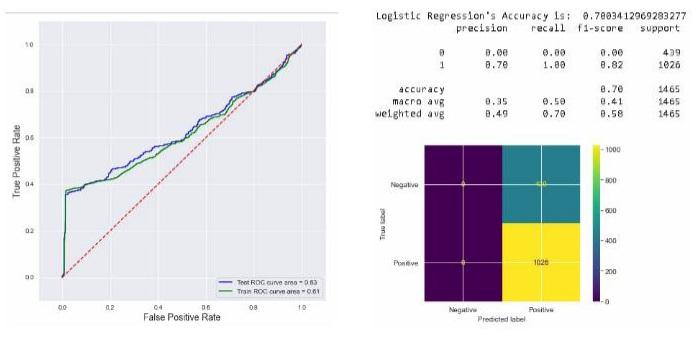 1.0
0.8
0.6
0.4
0.2
0.0
True Positive Rate
0.0 0.2 0.4 0.6 0.8 1.0
False Positive Rate
Test ROC curve area = 0.63
Train ROC curve area = 0.61
Logistic Regression's Accuracy is: 0.7003412969283277
precision recall f1-score support
0 0.00 0.00 0.00 439
1 0.70 1.00 0.82 1026
accuracy 0.70 1465
macro avg 0.35 0.50 0.41 1465
weighted avg 0.49 0.70 0.58 1465
Negative 0
Positive 0 1026
True label
Negative Positive
Predicted label
1000
800
600
400
200
0